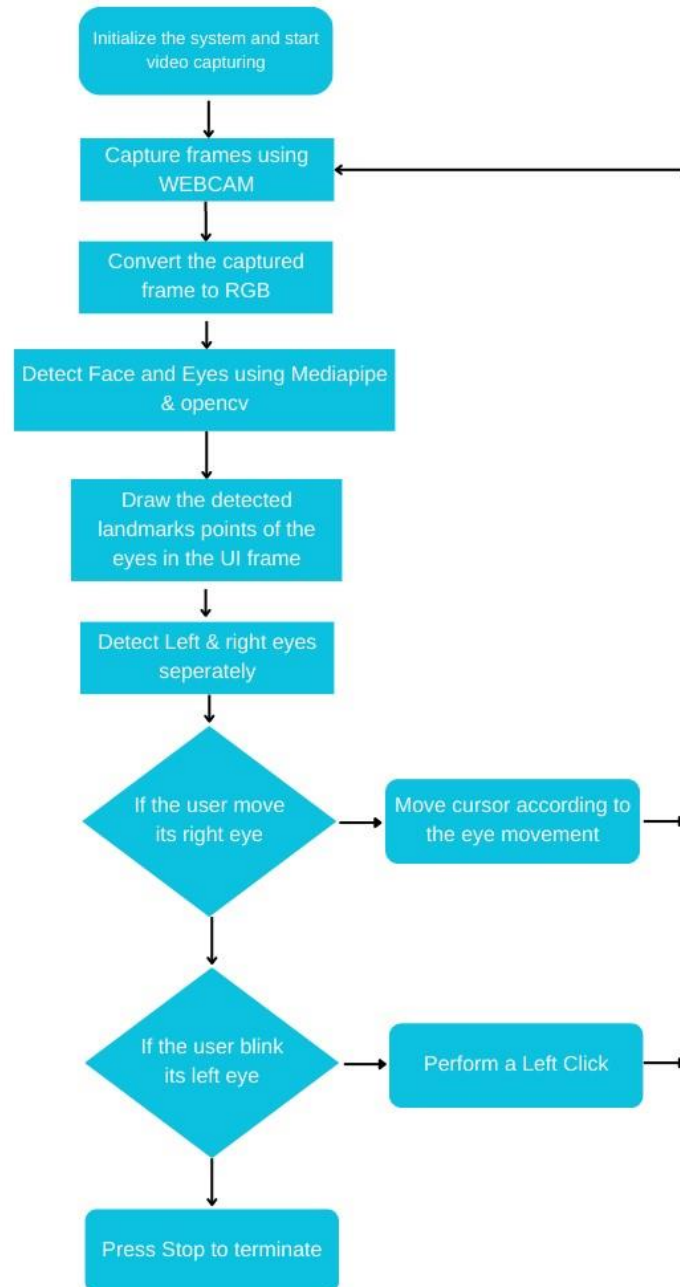 Initialize the system and start
video capturing
Capture frames using
WEBCAM
Convert the captured
frame to RGB
Detect Face and Eyes using Mediapipe
& opencv
Draw the detected
landmarks points of the
eyes in the UI frame
Detect Left & right eyes
seperately
If the user move
its right eye
Move cursor according to
the eye movement
If the user blink
its left eye
Perform a Left Click
Press Stop to terminate